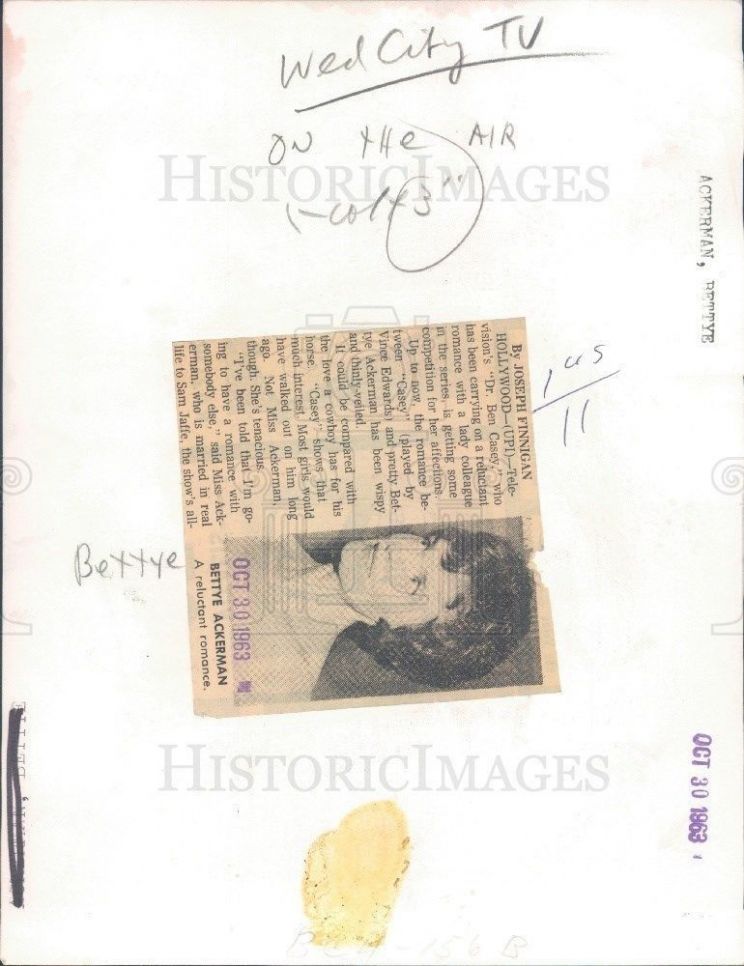 Wed City TV
ON THE AIR
1-col x 3"
HISTORICIMAGES
ACKERMAN, BETTYE
By JOSEPH FINNIGAN
HOLLYWOOD—(UPI)—Tele-
vision's "Dr. Ben Casey," who
has been carrying on a reluctant
romance with a lady colleague
in the series, is getting some
competition for her affections.
Up to now, the romance be-
tween "Casey" (played by
Vince Edwards) and pretty Bet-
tye Ackerman has been wispy
and thinly-veiled.
It could be compared with
the love a cowboy has for his
horse. "Casey" shows that
much interest. Most girls would
have walked out on him long
ago. Not Miss Ackerman,
though. She's tenacious.
"I've been told that I'm go-
ing to have a romance with
somebody else," said Miss Ack-
erman, who is married in real
life to Sam Jaffe, the show's all-
OCT 30 1963
BETTYE ACKERMAN
A reluctant romance.
11
Bettye
OCT 30 1963
HISTORICIMAGES